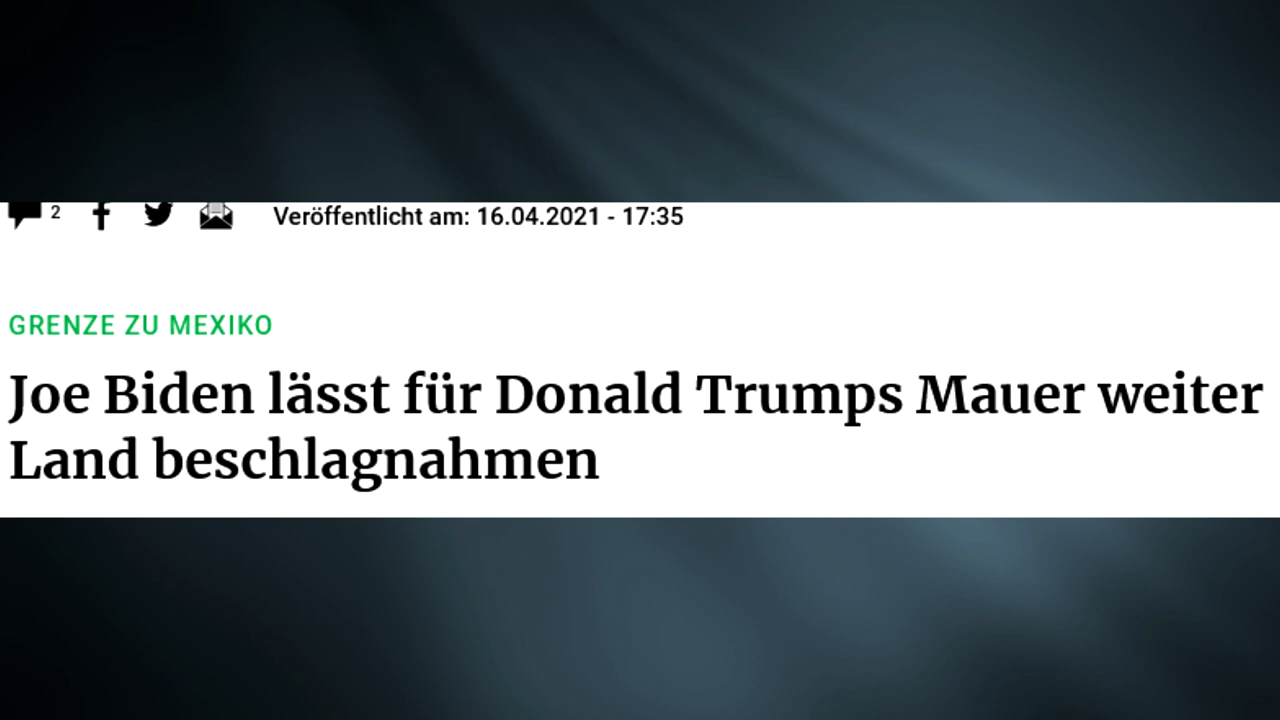 2 Veröffentlicht am: 16.04.2021 - 17:35
GRENZE ZU MEXIKO
Joe Biden lässt für Donald Trumps Mauer weiter
Land beschlagnahmen